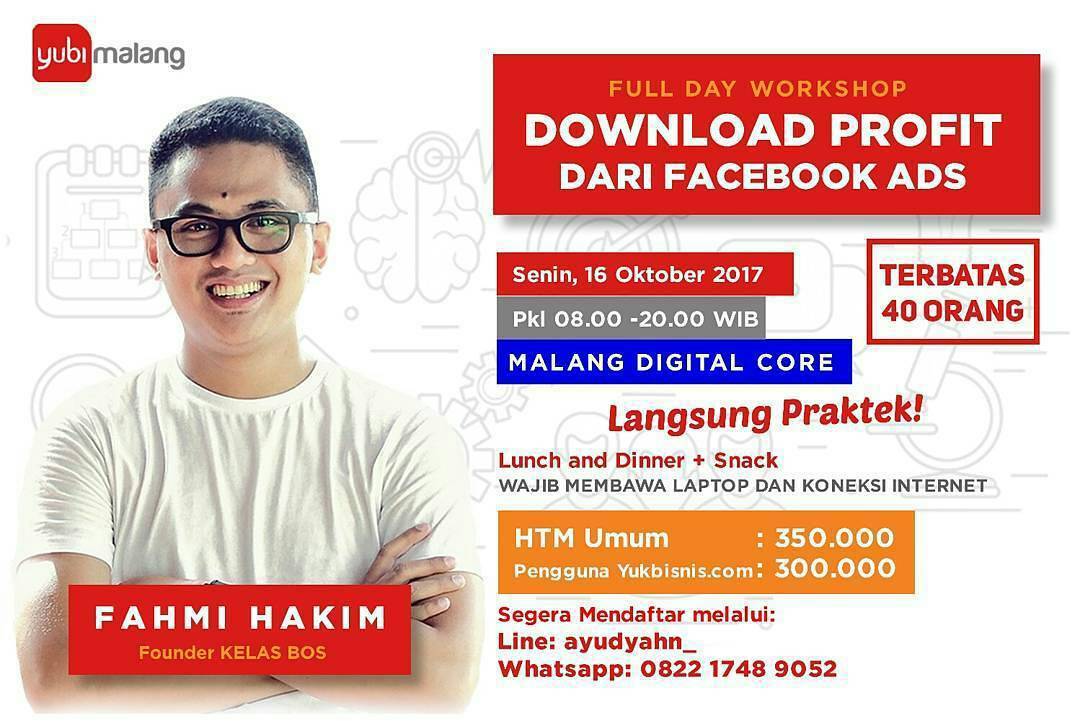 yubi malang
FULL DAY WORKSHOP
DOWNLOAD PROFIT
DARI FACEBOOK ADS
Senin, 16 Oktober 2017
Pkl 08.00 -20.00 WIB
MALANG DIGITAL CORE
TERBATAS
40 ORANG
Langsung Praktek!
Lunch and Dinner + Snack
WAJIB MEMBAWA LAPTOP DAN KONEKSI INTERNET
HTM Umum : 350.000
Pengguna Yukbisnis.com : 300.000
Segera Mendaftar melalui:
Line: ayudyahn_
Whatsapp: 0822 1748 9052
FAHMI HAKIM
Founder KELAS BOS
1
2
3